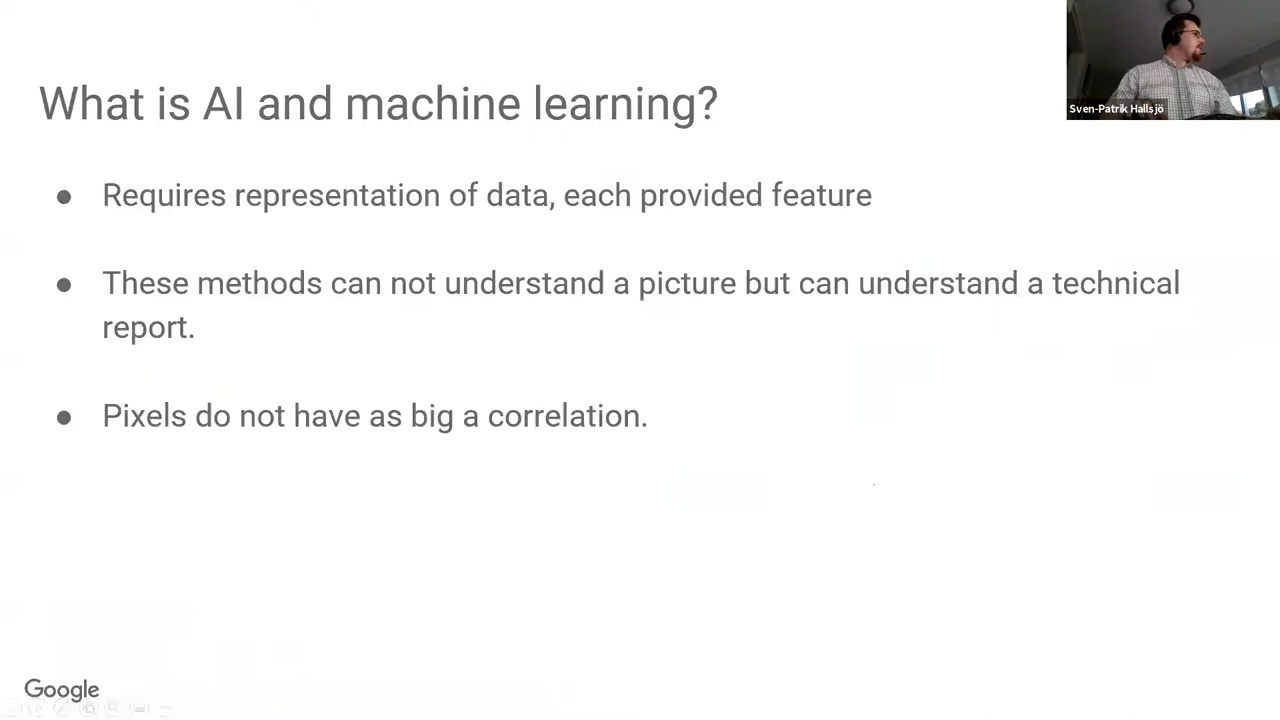 What is AI and machine learning?
Sven-Patrik Hallsjö
● Requires representation of data, each provided feature
● These methods can not understand a picture but can understand a technical
report.
● Pixels do not have as big a correlation.
Google